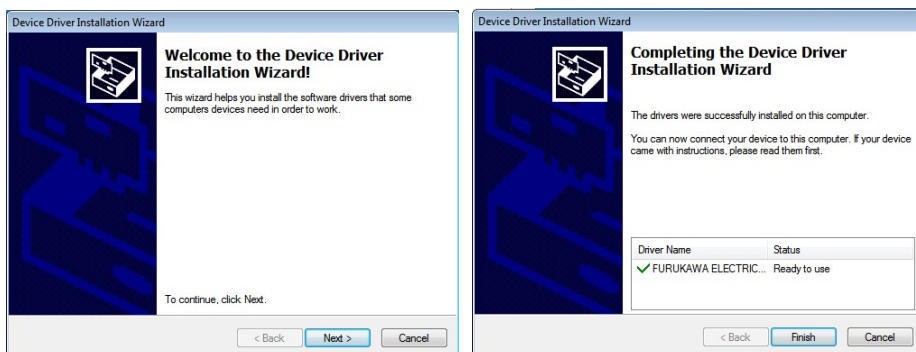 Device Driver Installation Wizard
Welcome to the Device Driver
Installation Wizard!
This wizard helps you install the software drivers that some
computers devices need in order to work.
To continue, click Next.
< Back
Next >
Cancel
Device Driver Installation Wizard
Completing the Device Driver
Installation Wizard
The drivers were successfully installed on this computer.
You can now connect your device to this computer. If your device
came with instructions, please read them first.
Driver Name Status
FURUKAWA ELECTRIC... Ready to use
< Back
Finish
Cancel